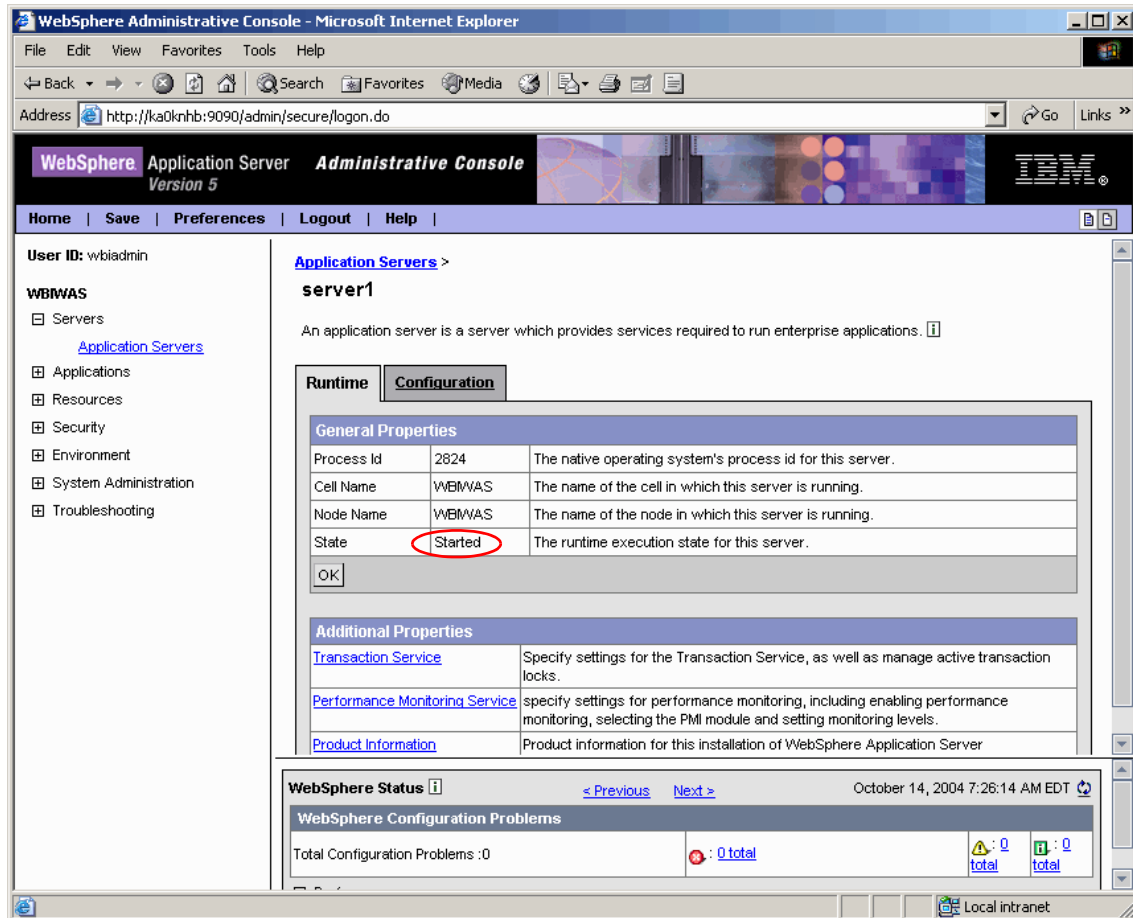 WebSphere Administrative Console - Microsoft Internet Explorer
File Edit View Favorites Tools Help
Back Search Favorites Media
Address http://ka0knhb:9090/admin/secure/logon.do Go Links »
WebSphere Application Server Administrative Console
Version 5
IBM®
Home | Save | Preferences | Logout | Help |
User ID: wbiadmin
WBIWAS
Servers
Application Servers
Applications
Resources
Security
Environment
System Administration
Troubleshooting
Application Servers >
server1
An application server is a server which provides services required to run enterprise applications. i
Runtime Configuration
General Properties
Process Id 2824 The native operating system's process id for this server.
Cell Name WBIWAS The name of the cell in which this server is running.
Node Name WBIWAS The name of the node in which this server is running.
State Started The runtime execution state for this server.
OK
Additional Properties
Transaction Service Specify settings for the Transaction Service, as well as manage active transaction
locks.
Performance Monitoring Service specify settings for performance monitoring, including enabling performance
monitoring, selecting the PMI module and setting monitoring levels.
Product Information Product information for this installation of WebSphere Application Server
WebSphere Status i < Previous Next > October 14, 2004 7:26:14 AM EDT
WebSphere Configuration Problems
Total Configuration Problems :0 : 0 total : 0 total : 0 total
Local intranet